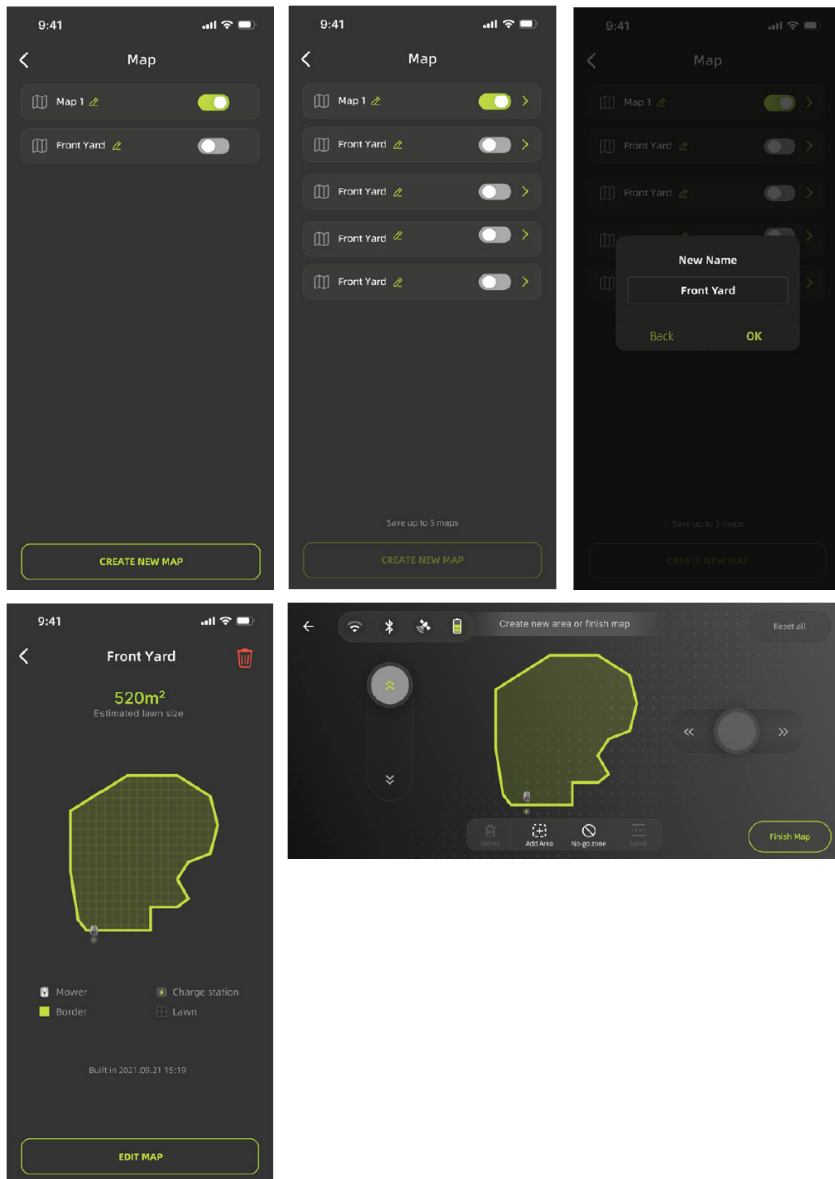 9:41
Map
Map 1
Front Yard
CREATE NEW MAP
9:41
Map
Map 1
Front Yard
Front Yard
Front Yard
Front Yard
Save up to 5 maps
CREATE NEW MAP
9:41
Map
Map 1
Front Yard
Front Yard
New Name
Front Yard
Back OK
Save up to 5 maps
CREATE NEW MAP
9:41
Front Yard
520m²
Estimated lawn size
Mower Charge station
Border Lawn
Built in 2021.09.21 15:19
EDIT MAP
Create new area or finish map
Reset all
Delete Add Area No-go zone Tunel
Finish Map